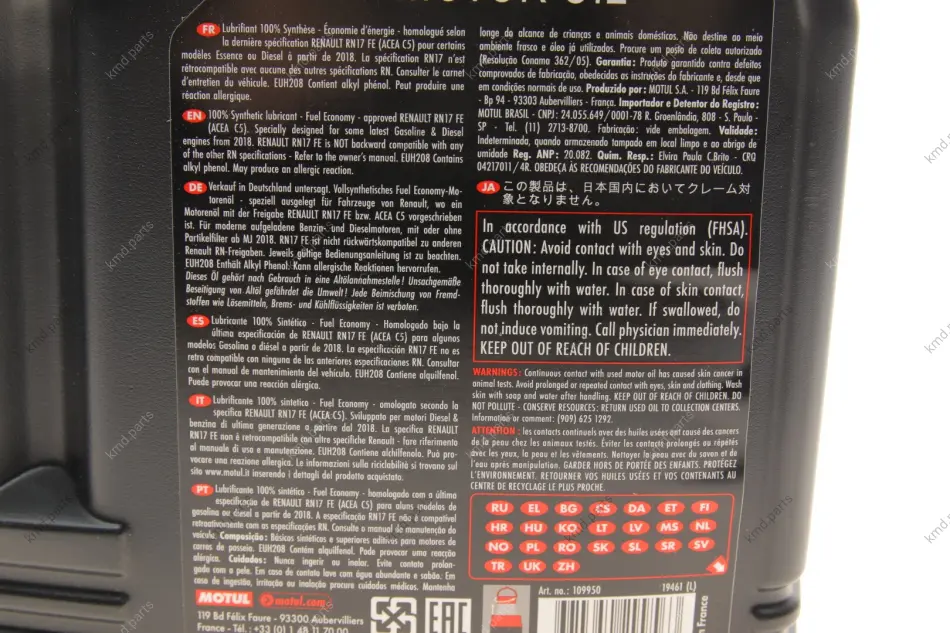 MOTOR OIL
FR Lubrifiant 100% Synthèse - Économie d'énergie - homologué selon
la dernière spécification RENAULT RN17 FE (ACEA C5) pour certains
modèles Essence ou Diesel à partir de 2018. La spécification RN17 n'est
rétrocompatible avec aucune des autres spécifications RN. Consulter le carnet
d'entretien du véhicule. EUH208 Contient alkyl phénol. Peut produire une
réaction allergique.
EN 100% Synthetic lubricant - Fuel Economy - approved RENAULT RN17 FE
(ACEA C5). Specially designed for some latest Gasoline & Diesel
engines from 2018. RENAULT RN17 FE is NOT backward compatible with any
of the other RN specifications - Refer to the owner's manual. EUH208 Contains
alkyl phenol. May produce an allergic reaction.
DE Verkauf in Deutschland untersagt. Vollsynthetisches Fuel Economy-Mo-
torenöl - speziell ausgelegt für Fahrzeuge von Renault, wo ein
Motorenöl mit der Freigabe RENAULT RN17 FE bzw. ACEA C5 vorgeschrieben
ist. Für moderne aufgeladene Benzin- und Dieselmotoren, mit oder ohne
Partikelfilter ab MJ 2018. RN17 FE ist nicht rückwärtskompatibel zu anderen
Renault RN-Freigaben. Jeweils gültige Bedienungsanleitung ist zu beachten.
EUH208 Enthält Alkyl Phenol. Kann allergische Reaktionen hervorrufen.
Dieses Öl gehört nach Gebrauch in eine Altölannahmestelle! Unsachgemäße
Beseitigung von Altöl gefährdet die Umwelt! Jede Beimischung von Fremd-
stoffen wie Lösemitteln, Brems- und Kühlflüssigkeiten ist verboten.
ES Lubricante 100% Sintético - Fuel Economy - Homologado bajo la
última especificación de RENAULT RN17 FE (ACEA C5) para algunos
modelos Gasolina o diésel a partir de 2018. La especificación RN17 FE no es
retro compatible con ninguna de las anteriores especificaciones RN. Consultar
con el manual de mantenimiento del vehículo. EUH208 Contiene alquilfenol.
Puede provocar una reacción alérgica.
IT Lubrificante 100% sintetico - Fuel Economy - omologato secondo la
specifica RENAULT RN17 FE (ACEA C5). Sviluppato per motori Diesel &
benzina di ultima generazione a partire dal 2018. La specifica RENAULT
RN17 FE non è retrocompatibile con altre specifiche Renault - fare riferimento
al manuale di uso e manutenzione. EUH208 Contiene alchilfenolo. Può pro-
vocare una reazione allergica. Le informazioni sulla riciclabilità si trovano sul
sito www.motul.it inserendo i dettagli del prodotto acquistato.
PT Lubrificante 100% sintético - Fuel Economy - homologado com a última
especificação de RENAULT RN17 FE (ACEA C5) para alguns modelos de
gasolina ou diesel a partir de 2018. A especificação RN17 FE não é compatível
retroativamente com as especificações RN. Consulte o manual de manutenção do
veículo. Composição: Básicos sintéticos e superiores aditivos para motores de
carros de passeio. EUH208 Contém alquilfenol. Pode provocar uma reacção
alérgica. Cuidados: Nunca ingerir ou inalar. Evite contato prolon-
gado com a pele. Em caso de contato lave com água abundante e sabão. Em
caso de ingestão, irritação ou inalação procure cuidados médicos. Mantenha
MOTUL motul.com
119 Bd Félix Faure - 93300 Aubervilliers
France - Tél.: +33 (0)1 48 11 70 00
longe do alcance de crianças e animais domésticos. Não destine ao meio
ambiente frasco e óleo já utilizados. Procure um posto de coleta autorizado
(Resolução Conama 362/05). Garantia: Produto garantido contra defeitos
comprovados de fabricação, obedecidas as instruções do fabricante e, desde que
em condições normais de uso. Produzido por: MOTUL S.A. - 119 Bd Félix Faure
- Bp 94 - 93303 Aubervilliers - França. Importador e Detentor do Registro:
MOTUL BRASIL - CNPJ: 24.055.649/0001-78 R. Groenlândia, 808 - S. Paulo -
SP - Tel. (11) 2713-8700. Fabricação: vide embalagem. Validade:
Indeterminada, quando armazenado tampado em local limpo e ao abrigo de
umidade Reg. ANP: 20.082. Quim. Resp.: Elvira Paula C.Brito - CRQ
04217011/4R. OBEDEÇA ÀS RECOMENDAÇÕES DO FABRICANTE DO VEÍCULO.
JA この製品は、日本国内においてクレーム対
象となりません。
In accordance with US regulation (FHSA).
CAUTION: Avoid contact with eyes and skin. Do
not take internally. In case of eye contact, flush
thoroughly with water. In case of skin contact,
flush thoroughly with water. If swallowed, do
not induce vomiting. Call physician immediately.
KEEP OUT OF REACH OF CHILDREN.
WARNINGS: Continuous contact with used motor oil has caused skin cancer in
animal tests. Avoid prolonged or repeated contact with eyes, skin and clothing. Wash
skin with soap and water after handling. KEEP OUT OF REACH OF CHILDREN. DO
NOT POLLUTE - CONSERVE RESOURCES: RETURN USED OIL TO COLLECTION CENTERS.
Information or comment: (909) 625 1292.
ATTENTION: les contacts continuels avec des huiles usées ont causé des cancers
de la peau chez les animaux testés. Éviter les contacts prolongés ou répétés
avec les yeux, la peau et les vêtements. Nettoyer la peau avec du savon et de
l'eau après manipulation. GARDER HORS DE PORTÉE DES ENFANTS. PROTÉGEZ
L'ENVIRONNEMENT. RETOURNER VOS HUILES USÉES ET VOS CONTENANTS AU
CENTRE DE RECYCLAGE LE PLUS PROCHE.
RU EL BG CS DA ET FI
HR HU KO LT LV MS NL
NO PL RO SK SL SR SV
TR UK ZH
EAC
Art. no.: 109950 19461 (L)
in France
kmd.parts